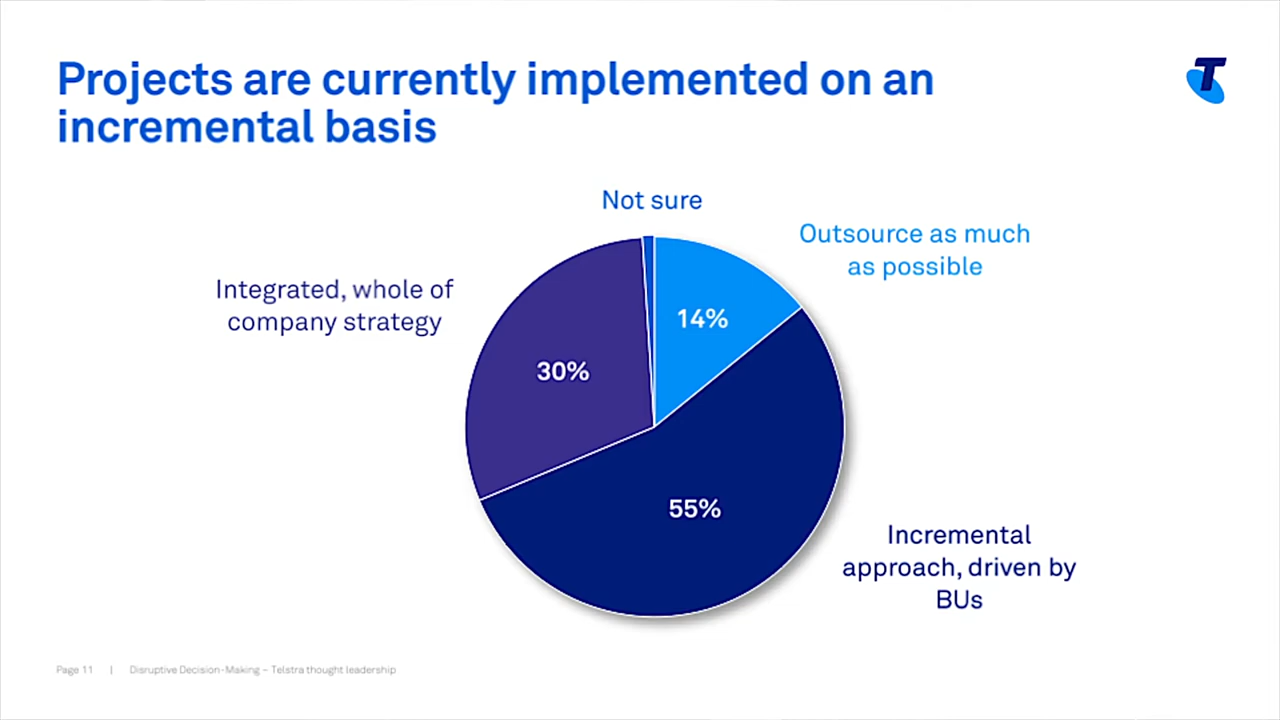 Projects are currently implemented on an
incremental basis
T
Not sure
Outsource as much
as possible
Integrated, whole of
company strategy
14%
30%
55%
Incremental
approach, driven by
BUs
Page 11 | Disruptive Decision-Making – Telstra thought leadership